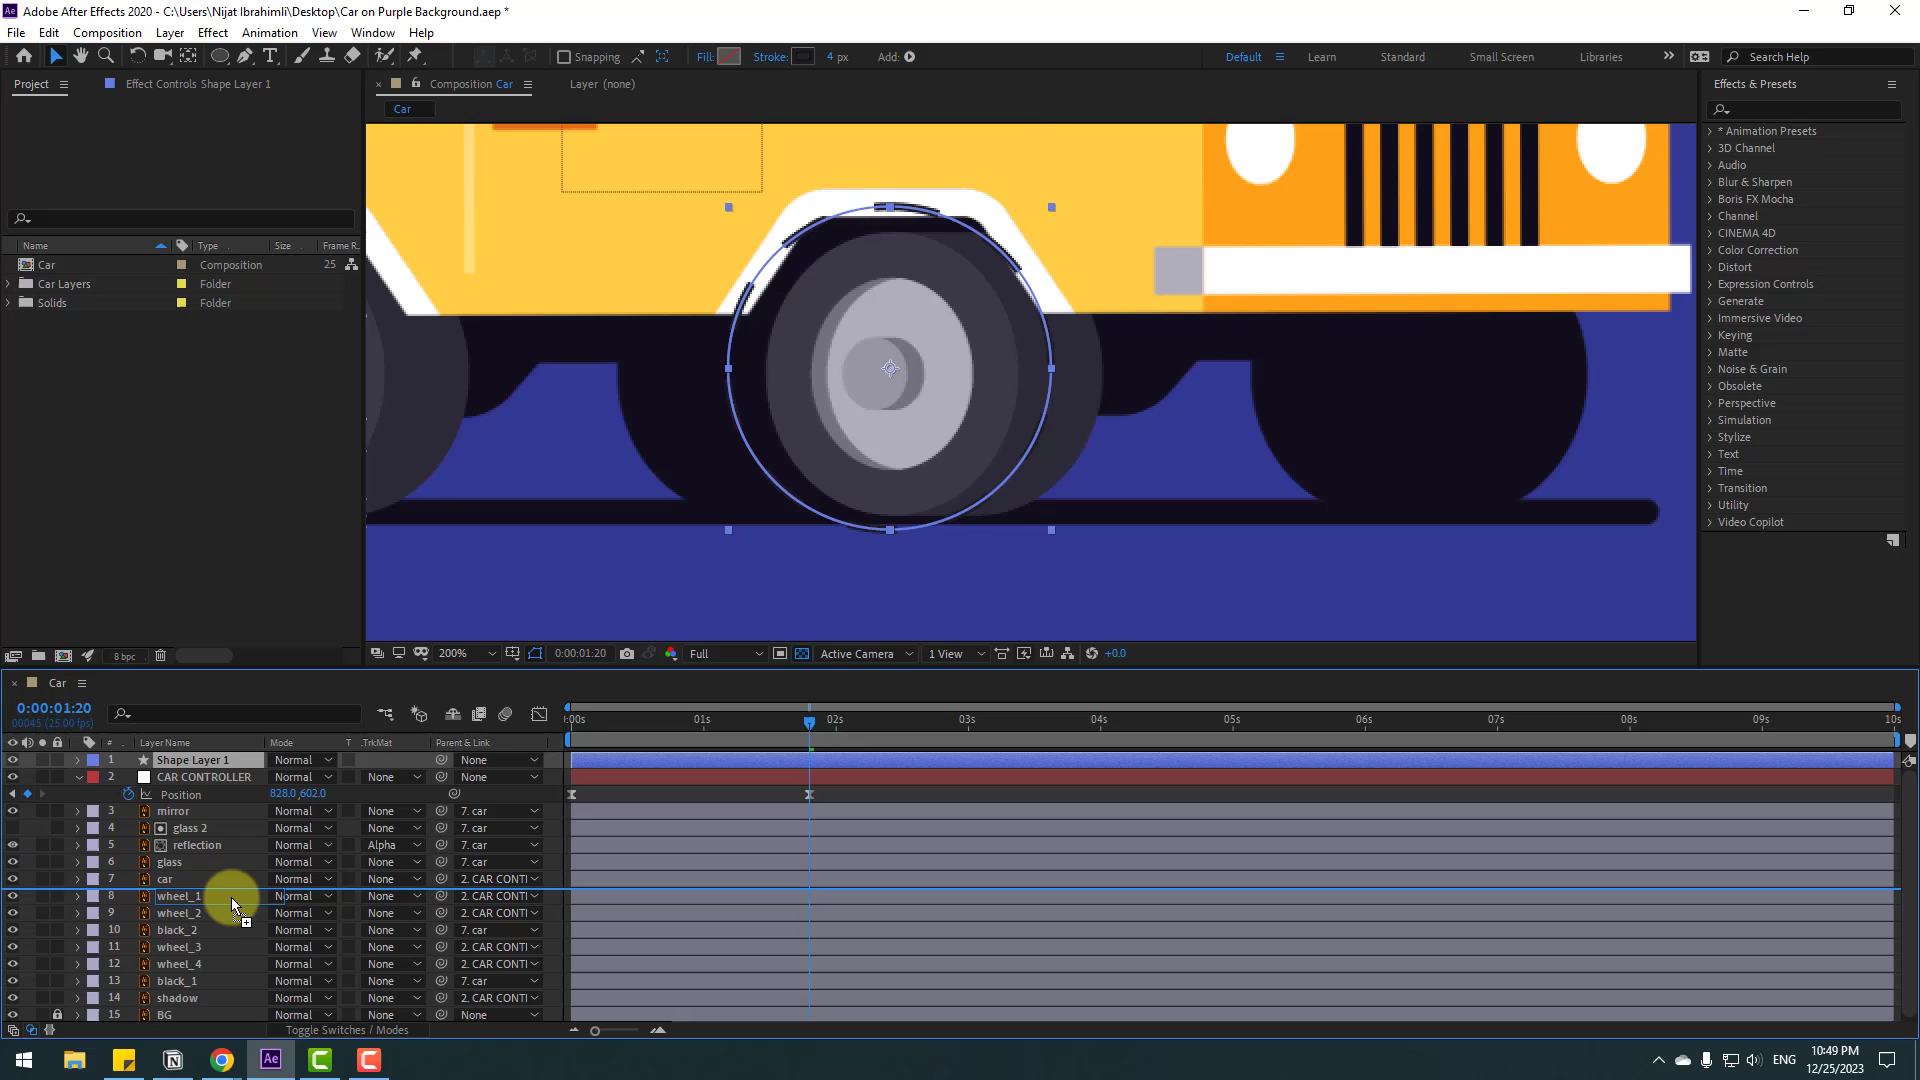 Adobe After Effects 2020 - C:\Users\Nijat Ibrahimli\Desktop\Car on Purple Background.aep *
File Edit Composition Layer Effect Animation View Window Help
Snapping Fill: Stroke: 4 px Add: Default Learn Standard Small Screen Libraries Search Help
Project Effect Controls Shape Layer 1 Composition Car Layer (none) Effects & Presets
Car
Name Type Size Frame R...
Car Composition 25
Car Layers Folder
Solids Folder
* Animation Presets
3D Channel
Audio
Blur & Sharpen
Boris FX Mocha
Channel
CINEMA 4D
Color Correction
Distort
Expression Controls
Generate
Immersive Video
Keying
Matte
Noise & Grain
Obsolete
Perspective
Simulation
Stylize
Text
Time
Transition
Utility
Video Copilot
8 bpc 200% 0:00:01:20 Full Active Camera 1 View +0.0
Car
0:00:01:20
00045 (25.00 fps)
:00s 01s 02s 03s 04s 05s 06s 07s 08s 09s 10s
# Layer Name Mode T .TrkMat Parent & Link
1 Shape Layer 1 Normal None
2 CAR CONTROLLER Normal None None
Position 828.0,602.0
3 mirror Normal None 7. car
4 glass 2 Normal None 7. car
5 reflection Normal Alpha 7. car
6 glass Normal None 7. car
7 car Normal None 2. CAR CONTI
8 wheel_1 Normal None 2. CAR CONTI
9 wheel_2 Normal None 2. CAR CONTI
10 black_2 Normal None 7. car
11 wheel_3 Normal None 2. CAR CONTI
12 wheel_4 Normal None 2. CAR CONTI
13 black_1 Normal None 7. car
14 shadow Normal None 2. CAR CONTI
15 BG Normal None None
Toggle Switches / Modes
Ae ENG 10:49 PM
12/25/2023